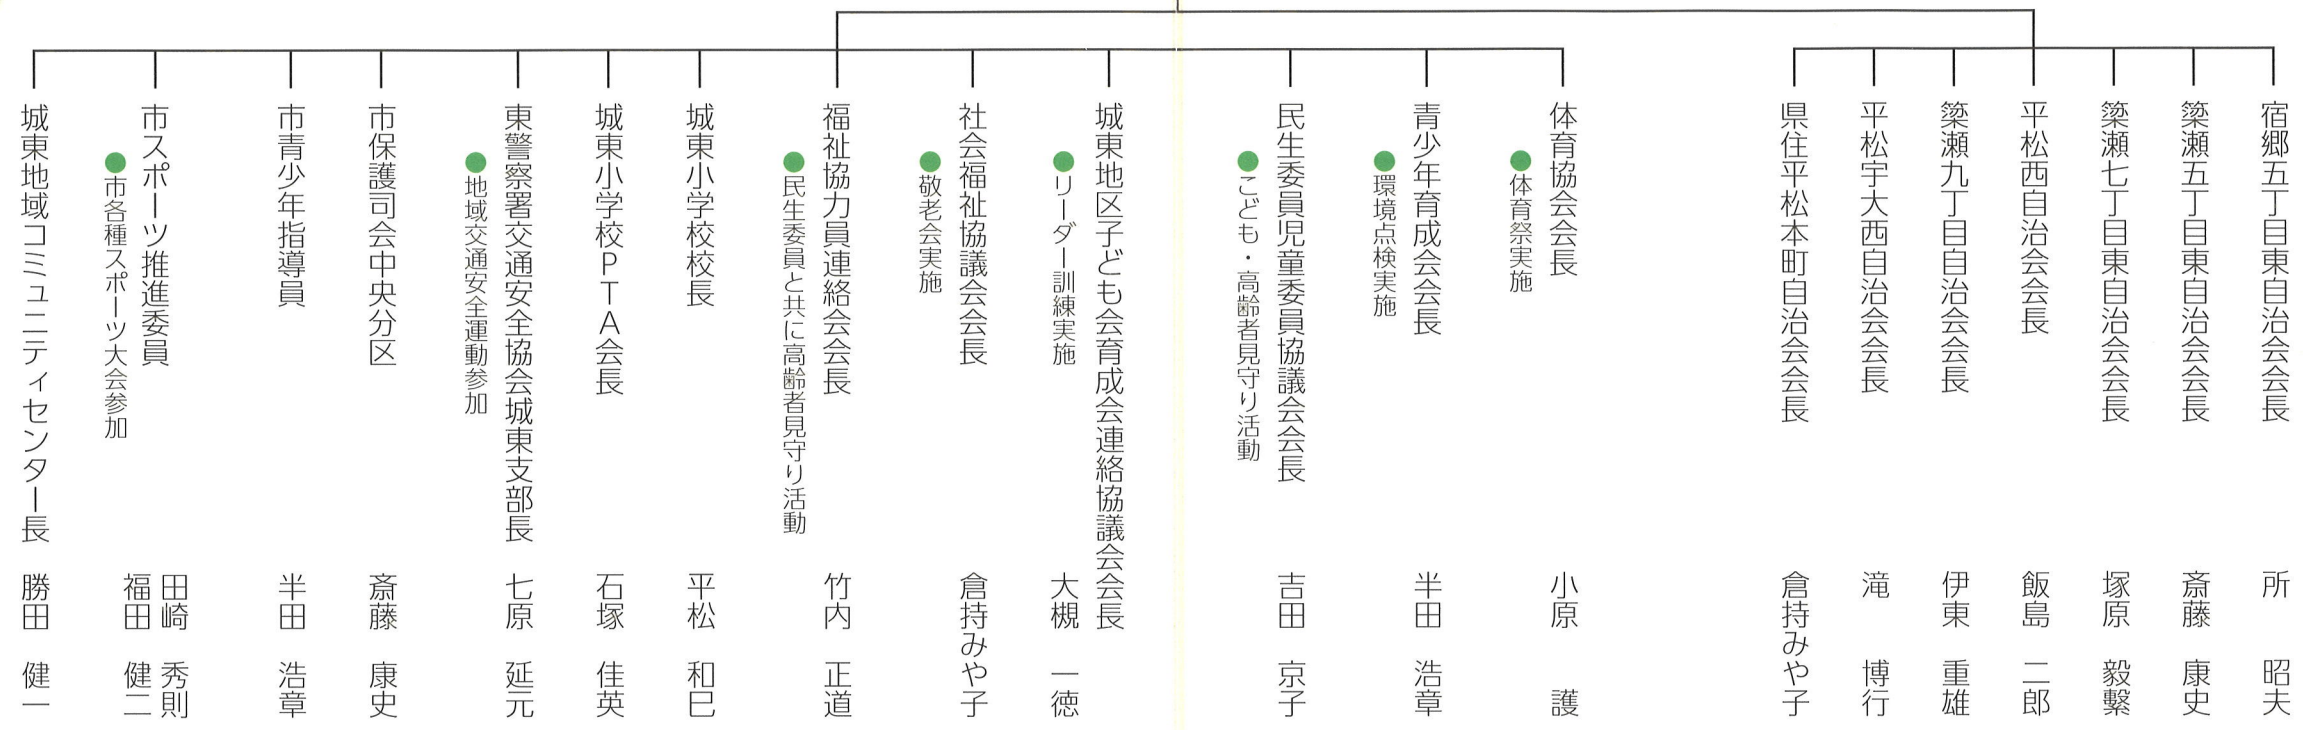 宿郷五丁目東自治会会長 所 昭夫
簗瀬五丁目東自治会会長 斎藤 康史
簗瀬七丁目東自治会会長 塚原 毅繫
平松西自治会会長 飯島 二郎
簗瀬九丁目自治会会長 伊東 重雄
平松宇大西自治会会長 滝 博行
県住平松本町自治会会長 倉持みや子
体育協会会長 小原 護
●体育祭実施
青少年育成会会長 半田 浩章
●環境点検実施
民生委員児童委員協議会会長 吉田 京子
●こども・高齢者見守り活動
城東地区子ども会育成会連絡協議会会長 大槻 一徳
●リーダー訓練実施
社会福祉協議会会長 倉持みや子
●敬老会実施
福祉協力員連絡会会長 竹内 正道
●民生委員と共に高齢者見守り活動
城東小学校校長 平松 和巳
城東小学校PTA会長 石塚 佳英
東警察署交通安全協会城東支部長 七原 延元
●地域交通安全運動参加
市保護司会中央分区 斎藤 康史
市青少年指導員 半田 浩章
市スポーツ推進委員 田崎 秀則
福田 健二
●市各種スポーツ大会参加
城東地域コミュニティセンター長 勝田 健一